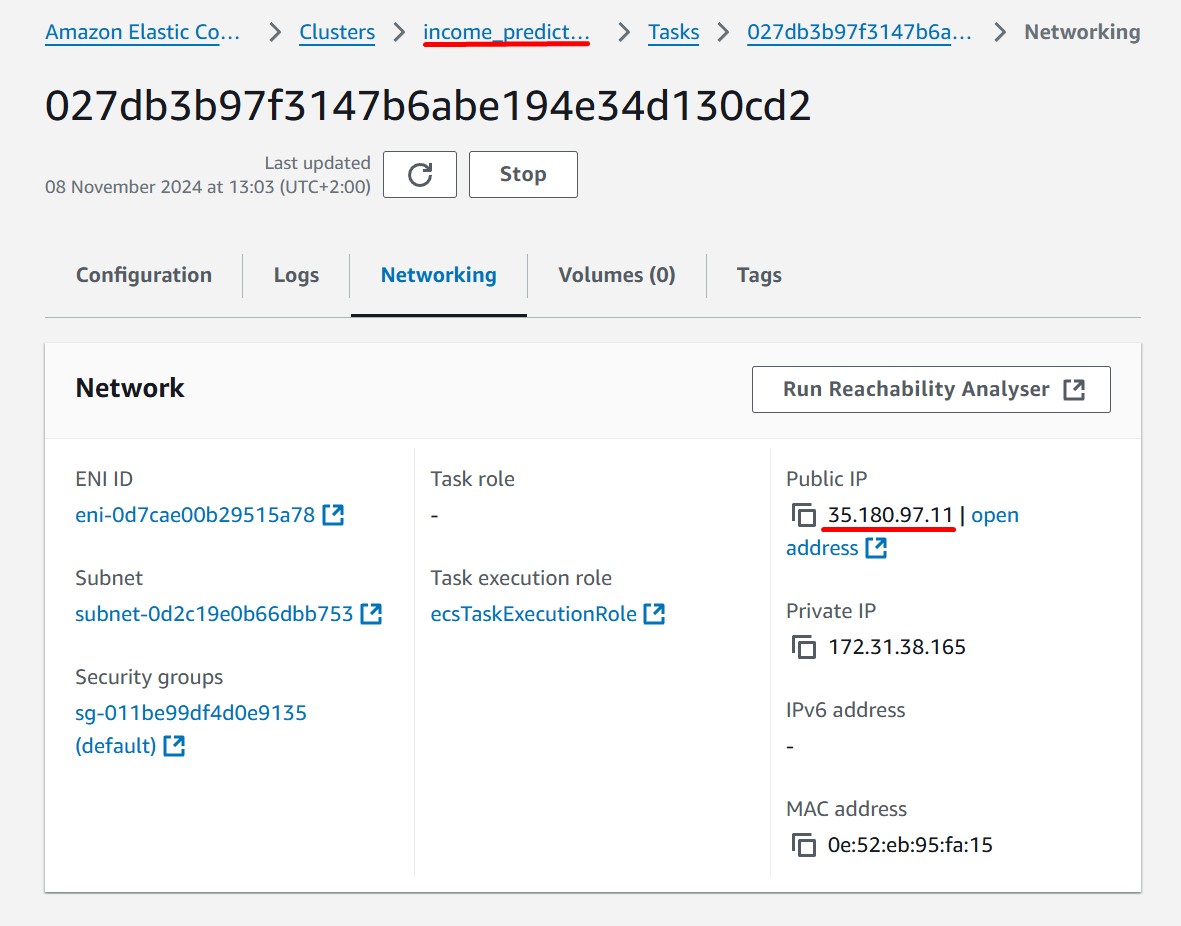 Amazon Elastic Co... > Clusters > income_predict... > Tasks > 027db3b97f3147b6a... > Networking
027db3b97f3147b6abe194e34d130cd2
Last updated
08 November 2024 at 13:03 (UTC+2:00)
Stop
Configuration
Logs
Networking
Volumes (0)
Tags
Network
Run Reachability Analyser
ENI ID
eni-0d7cae00b29515a78
Subnet
subnet-0d2c19e0b66dbb753
Security groups
sg-011be99df4d0e9135
(default)
Task role
-
Task execution role
ecsTaskExecutionRole
Public IP
35.180.97.11 | open
address
Private IP
172.31.38.165
IPv6 address
-
MAC address
0e:52:eb:95:fa:15